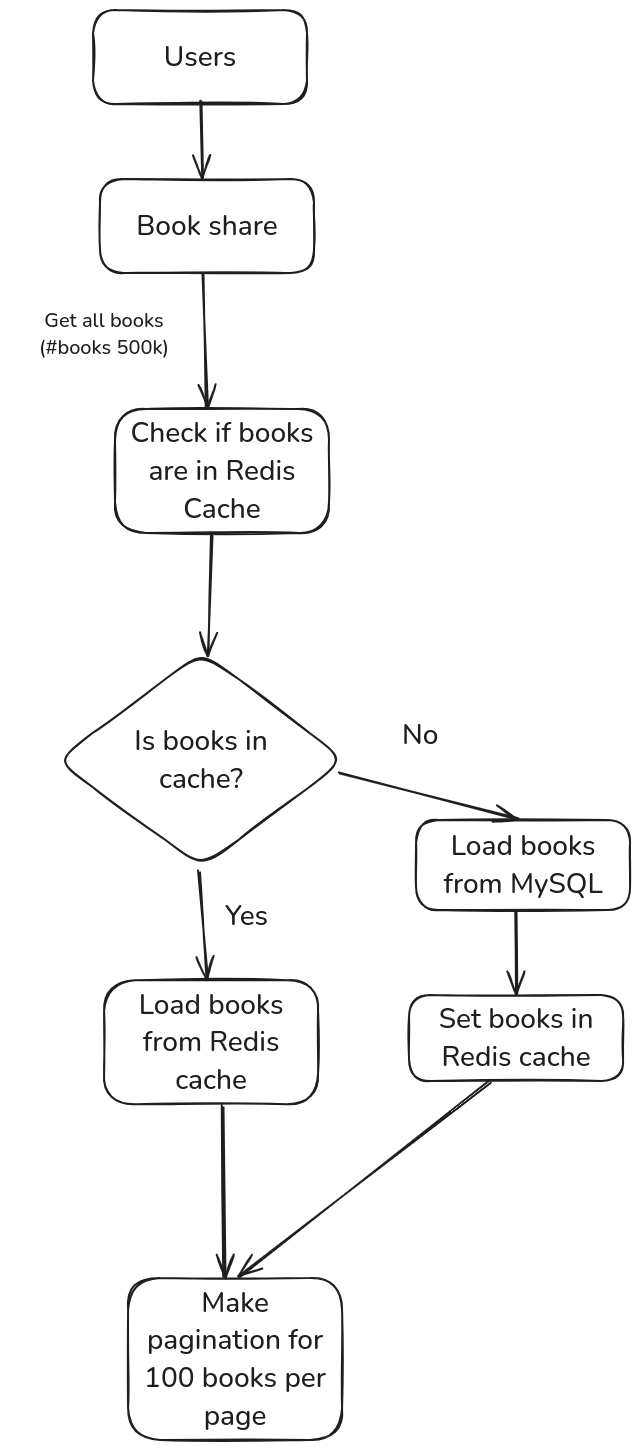 Users
Book share
Get all books
(#books 500k)
Check if books
are in Redis
Cache
Is books in
cache?
No
Load books
from MySQL
Yes
Load books
from Redis
cache
Set books in
Redis cache
Make
pagination for
100 books per
page